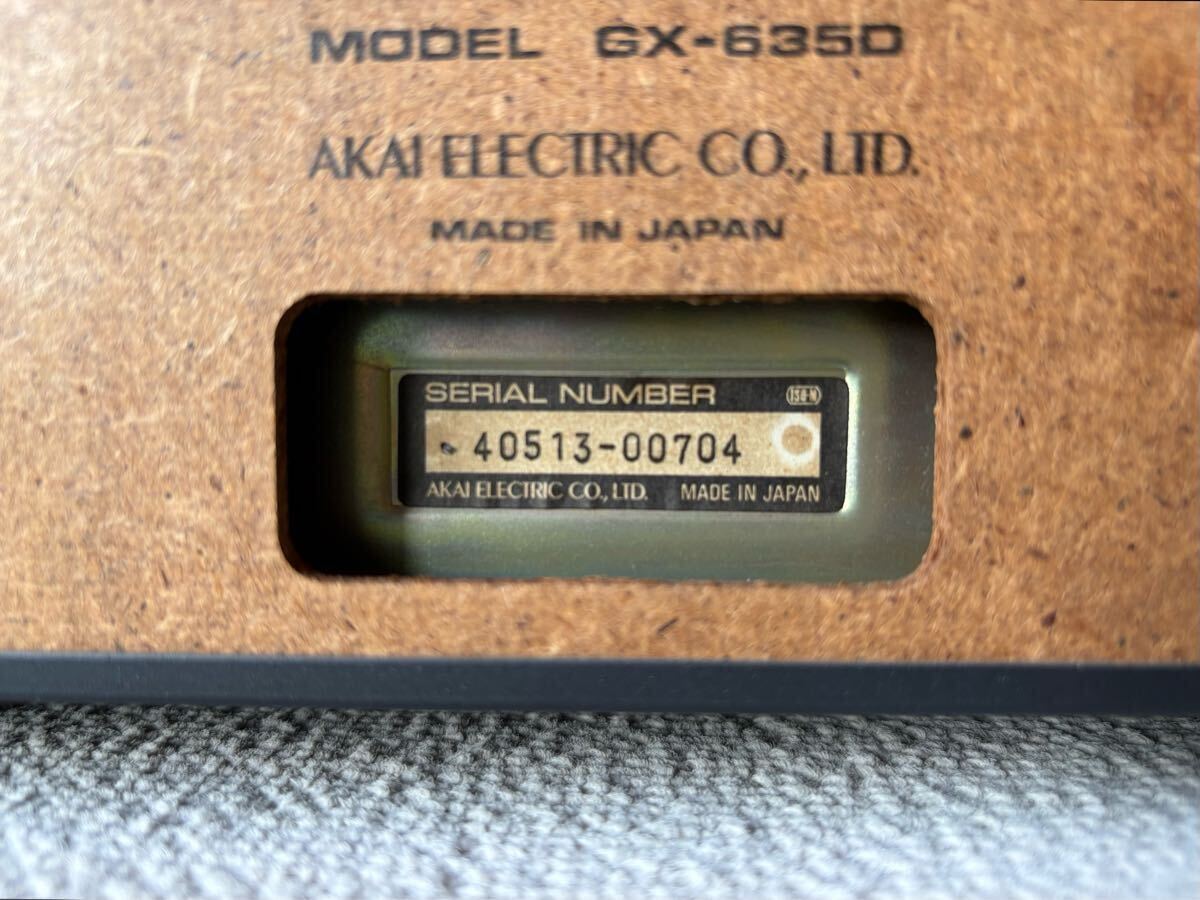 MODEL GX-635D
AKAI ELECTRIC CO., LTD.
MADE IN JAPAN
SERIAL NUMBER
40513-00704
AKAI ELECTRIC CO., LTD. MADE IN JAPAN